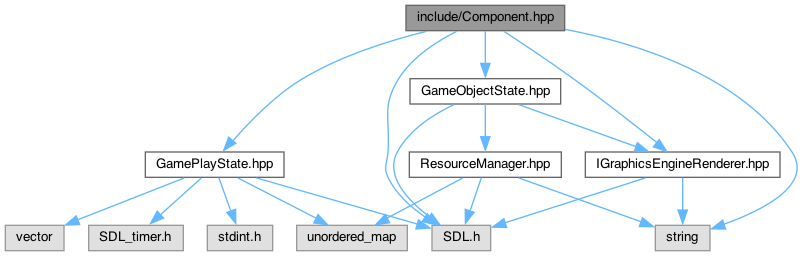 include/Component.hpp
GameObjectState.hpp
GamePlayState.hpp
ResourceManager.hpp
IGraphicsEngineRenderer.hpp
vector
SDL_timer.h
stdint.h
unordered_map
SDL.h
string